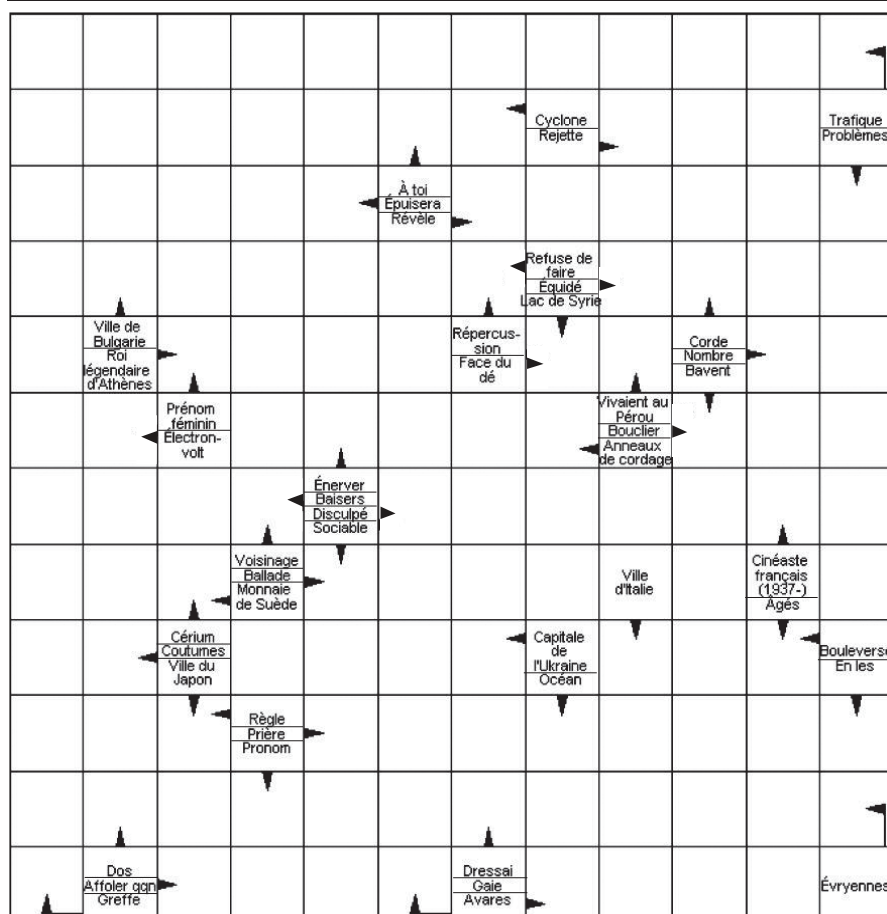 Cyclone
Rejette
Trafique
Problèmes
À toi
Épuisera
Révèle
Refuse de
faire
Équidé
Lac de Syrie
Ville de
Bulgarie
Roi
légendaire
d'Athènes
Répercus-
sion
Face du
dé
Corde
Nombre
Bavent
Prénom
féminin
Électron-
volt
Vivaient au
Pérou
Bouclier
Anneaux
de cordage
Énerver
Baisers
Disculpé
Sociable
Voisinage
Ballade
Monnaie
de Suède
Ville
d'Italie
Cinéaste
français
(1937-)
Âgés
Cérium
Coutumes
Ville du
Japon
Capitale
de
l'Ukraine
Océan
Bouleverse
En les
Règle
Prière
Pronom
Dos
Affoler qqn
Greffe
Dressai
Gaie
Avares
Évryennes